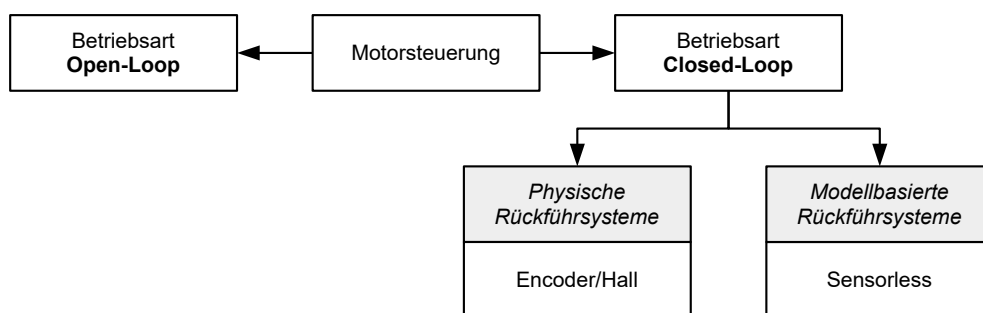 Betriebsart
Open-Loop
Motorsteuerung
Betriebsart
Closed-Loop
Physische
Rückführsysteme
Encoder/Hall
Modellbasierte
Rückführsysteme
Sensorless